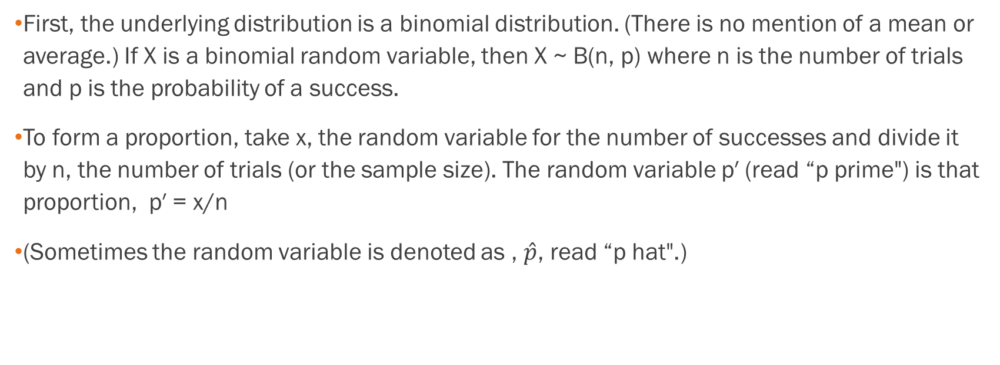 •First, the underlying distribution is a binomial distribution. (There is no mention of a mean or
average.) If X is a binomial random variable, then X ~ B(n, p) where n is the number of trials
and p is the probability of a success.
•To form a proportion, take x, the random variable for the number of successes and divide it
by n, the number of trials (or the sample size). The random variable p′ (read “p prime") is that
proportion,  p′ = x/n
•(Sometimes the random variable is denoted as , p̂, read “p hat".)